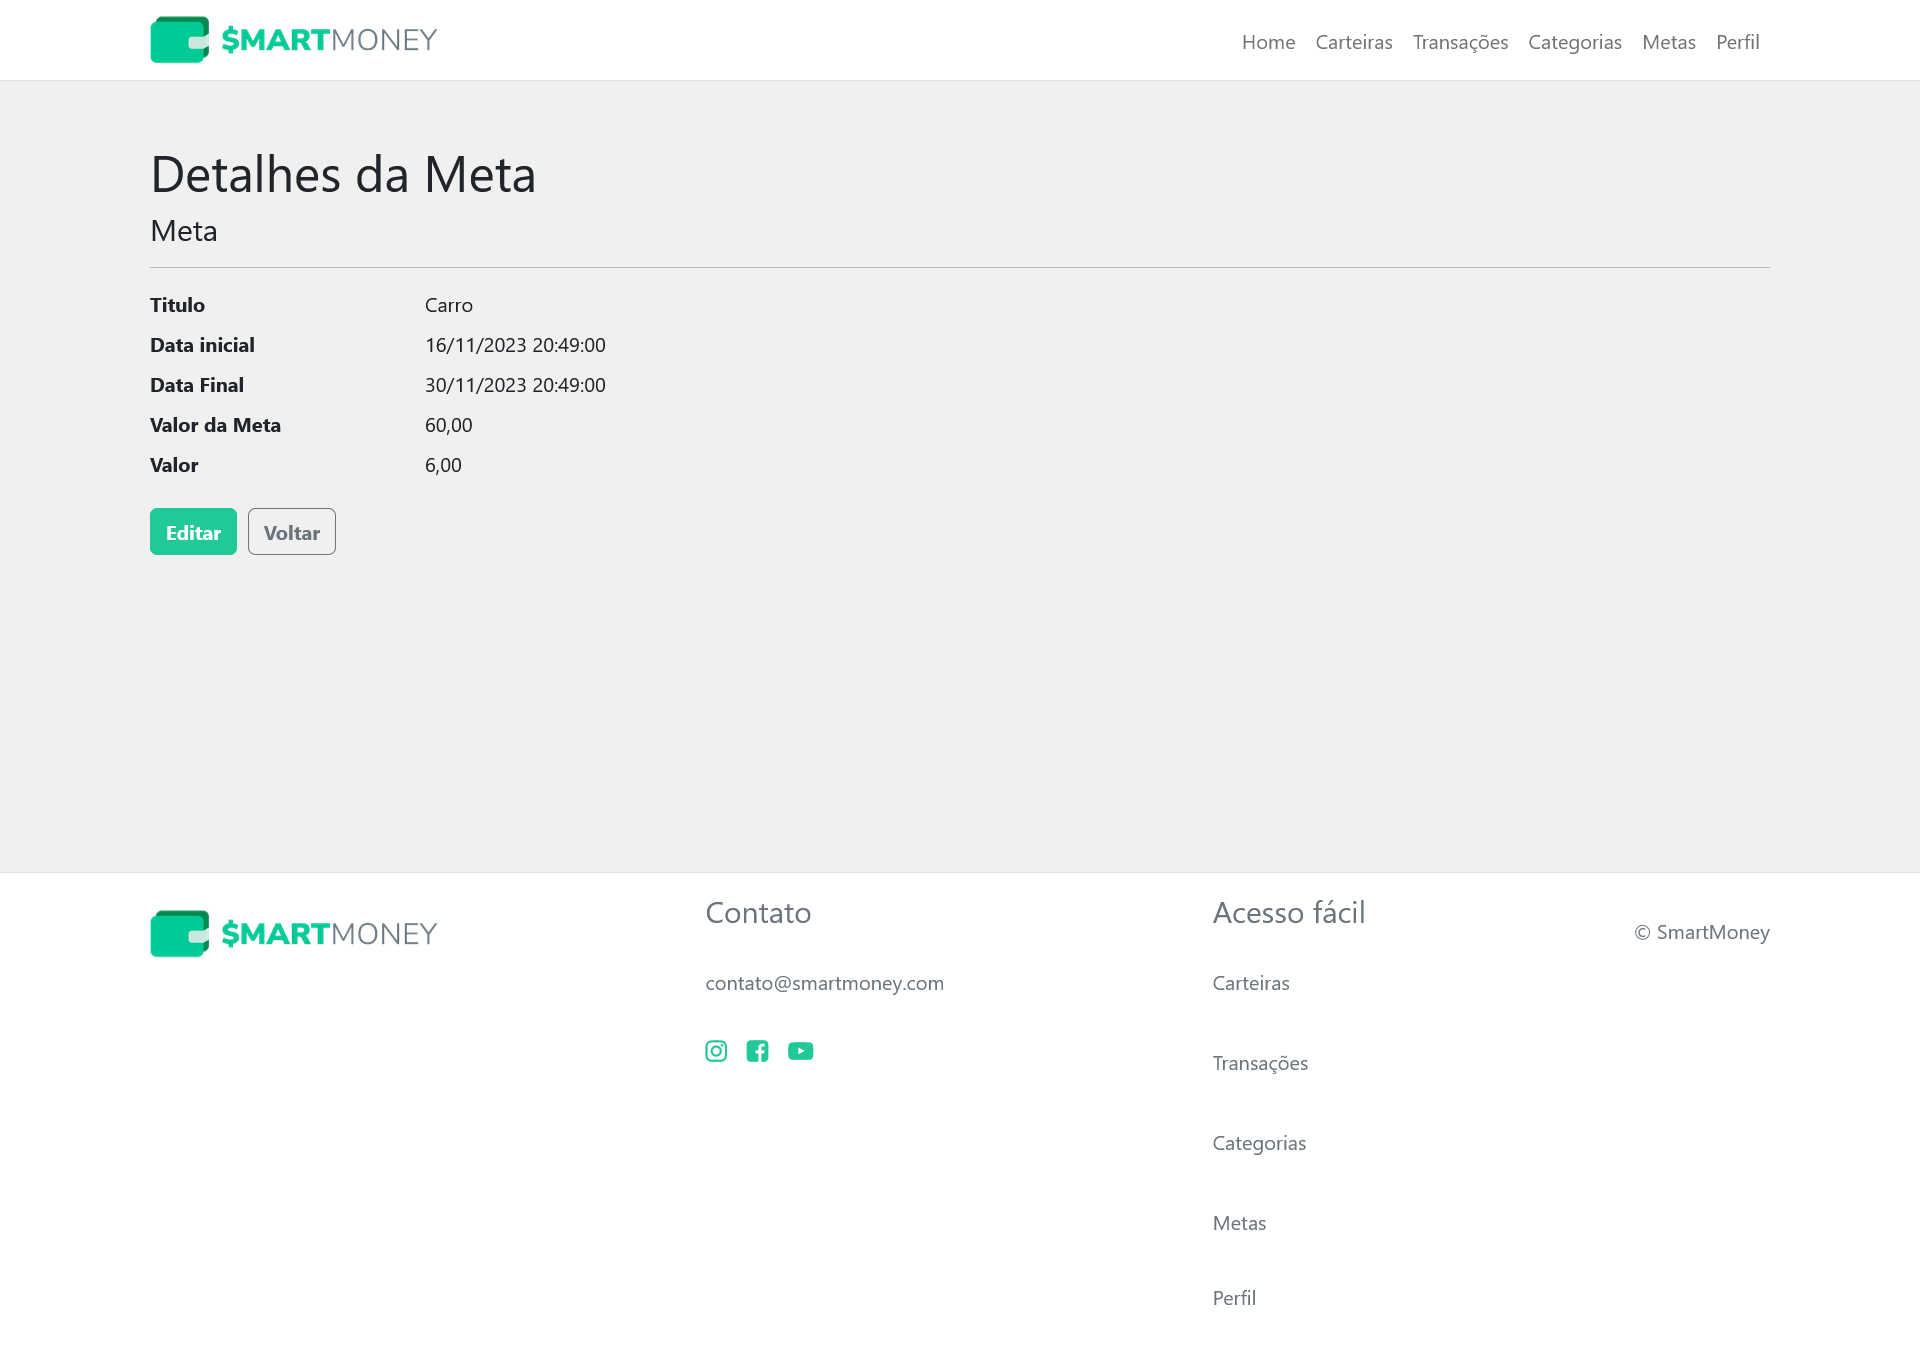 $MARTMONEY
Home Carteiras Transações Categorias Metas Perfil
Detalhes da Meta
Meta
Titulo Carro
Data inicial 16/11/2023 20:49:00
Data Final 30/11/2023 20:49:00
Valor da Meta 60,00
Valor 6,00
Editar Voltar
$MARTMONEY
Contato
contato@smartmoney.com
Acesso fácil
Carteiras
Transações
Categorias
Metas
Perfil
© SmartMoney